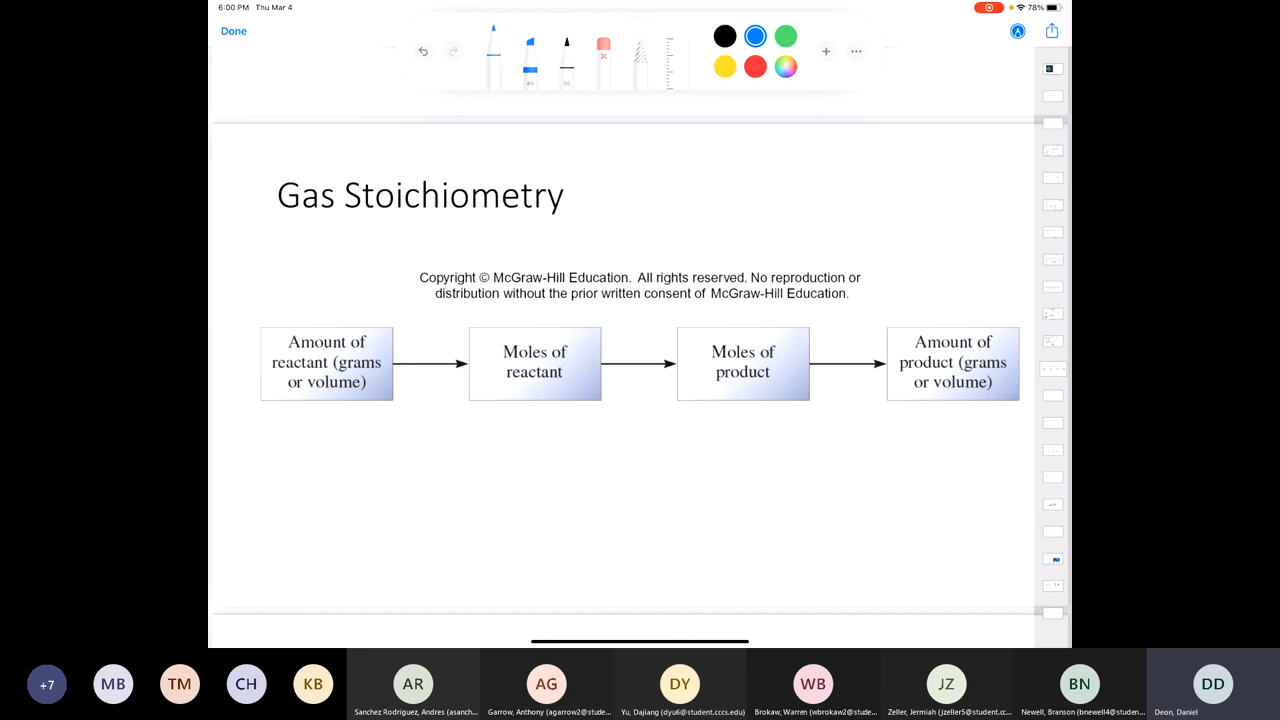 6:00 PM Thu Mar 4
78%
Done
Gas Stoichiometry
Copyright © McGraw-Hill Education. All rights reserved. No reproduction or
distribution without the prior written consent of McGraw-Hill Education.
Amount of
reactant (grams
or volume)
Moles of
reactant
Moles of
product
Amount of
product (grams
or volume)
+7
MB
TM
CH
KB
AR
AG
DY
WB
JZ
BN
DD
Sanchez Rodriguez, Andres (asanch...
Garrow, Anthony (agarrow2@stude...
Yu, Dajiang (dyu6@student.cccs.edu)
Brokaw, Warren (wbrokaw2@stude...
Zeller, Jermiah (jzeller5@student.cc...
Newell, Branson (bnewell4@studen...
Deon, Daniel